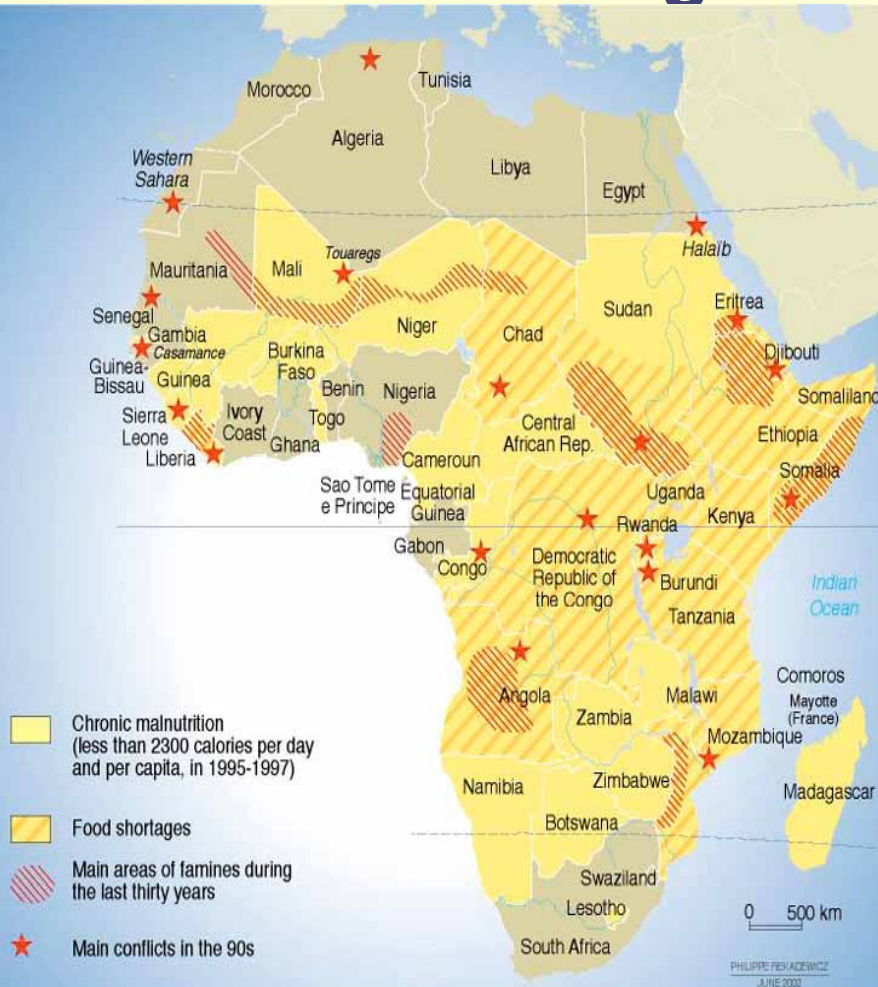 Morocco
Tunisia
Algeria
Western
Sahara
Libya
Egypt
Halaïb
Mauritania
Mali
Touaregs
Niger
Chad
Sudan
Eritrea
Djibouti
Somaliland
Senegal
Gambia
Casamance
Guinea-
Bissau
Guinea
Burkina
Faso
Benin
Nigeria
Sierra
Leone
Liberia
Ivory
Coast
Ghana
Togo
Cameroun
Central
African Rep.
Ethiopia
Somalia
Sao Tome
e Principe
Equatorial
Guinea
Gabon
Congo
Uganda
Rwanda
Kenya
Democratic
Republic of
the Congo
Burundi
Tanzania
Indian
Ocean
Angola
Zambia
Malawi
Comoros
Mayotte
(France)
Mozambique
Namibia
Zimbabwe
Botswana
Madagascar
Swaziland
Lesotho
South Africa
Chronic malnutrition
(less than 2300 calories per day
and per capita, in 1995-1997)
Food shortages
Main areas of famines during
the last thirty years
Main conflicts in the 90s
0 500 km
PHILIPPE REKACEWICZ
JUNE 2002